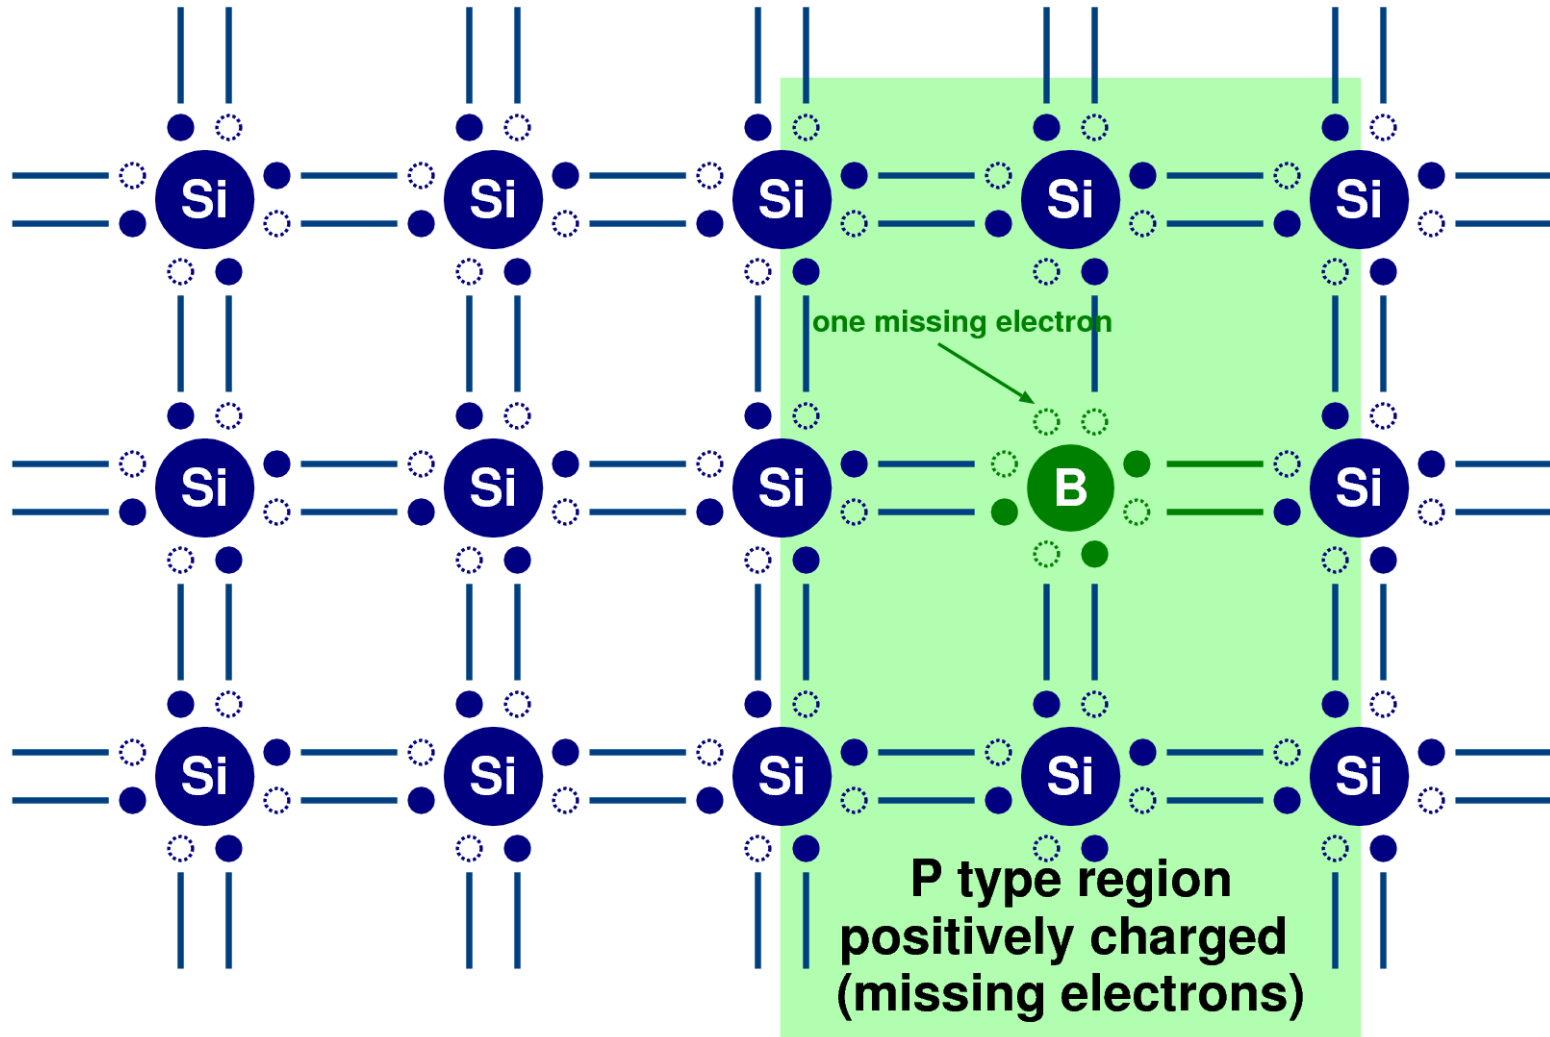 Si Si Si Si Si
one missing electron
Si Si Si B Si
Si Si Si Si Si
P type region
positively charged
(missing electrons)